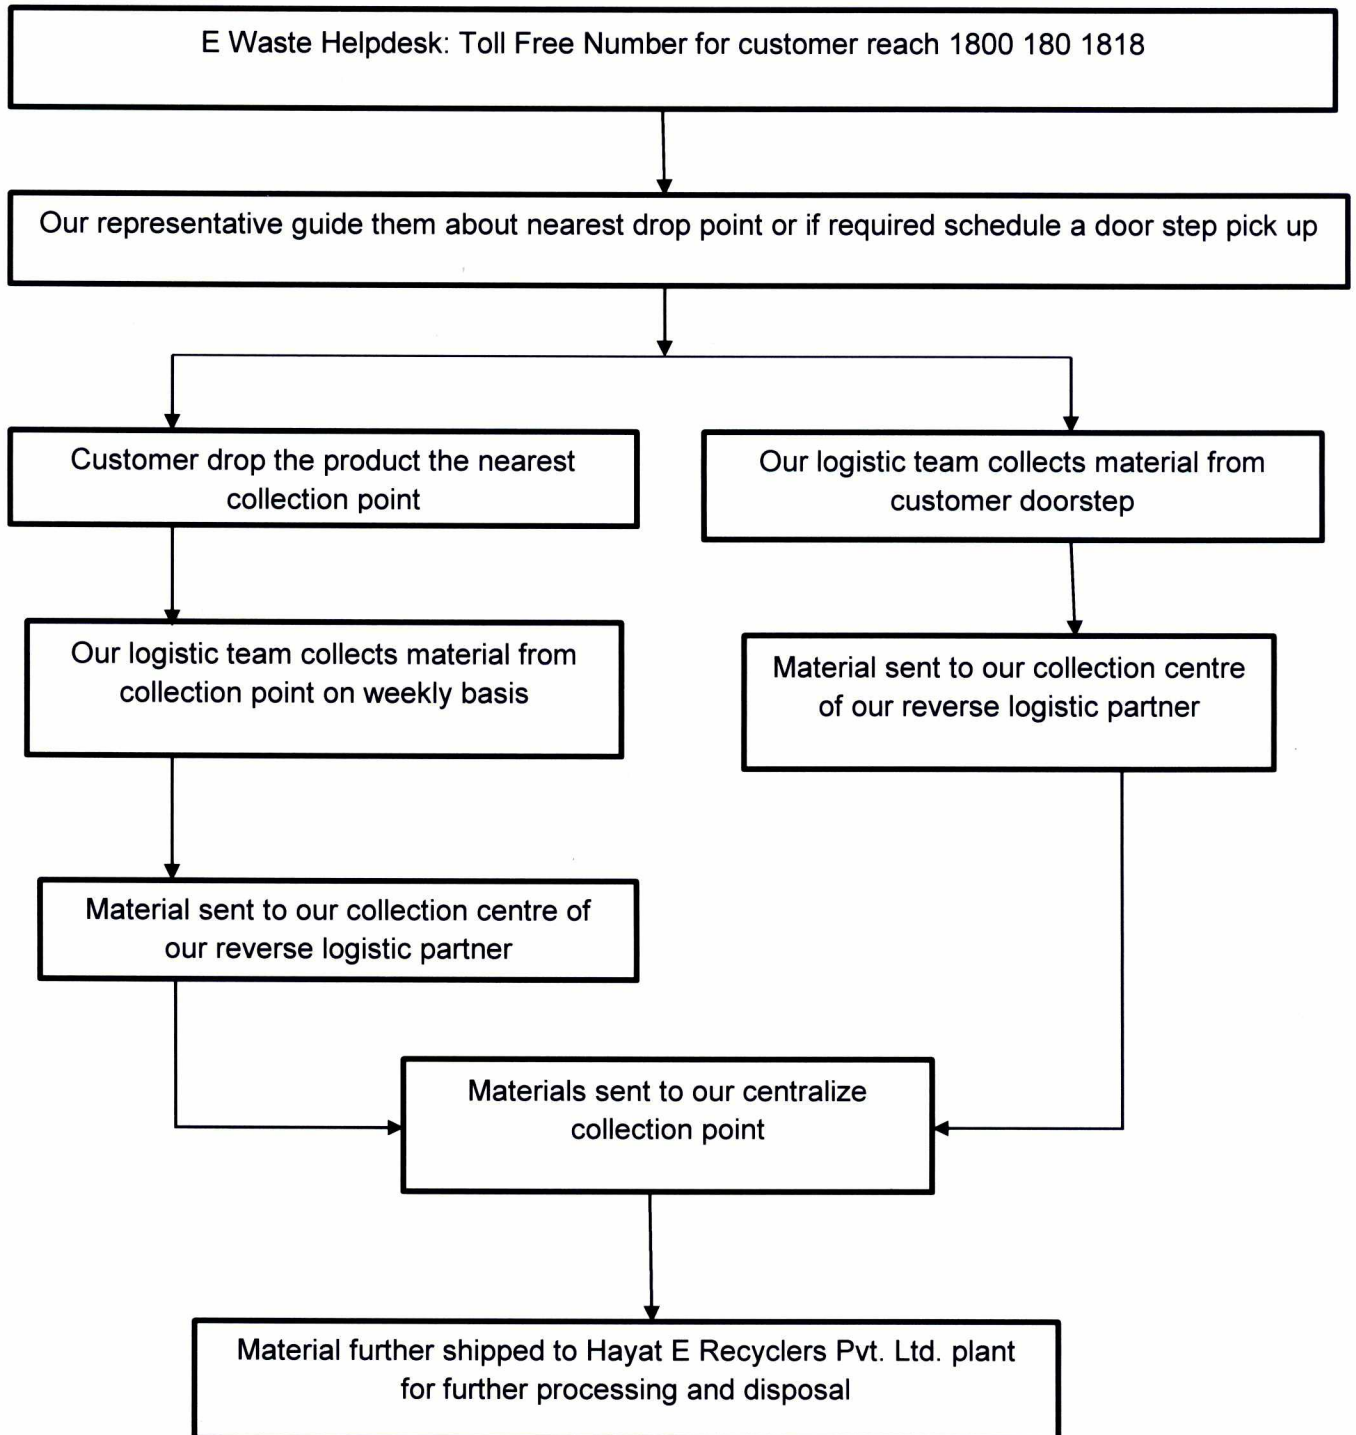 E Waste Helpdesk: Toll Free Number for customer reach 1800 180 1818
Our representative guide them about nearest drop point or if required schedule a door step pick up
Customer drop the product the nearest
collection point
Our logistic team collects material from
customer doorstep
Our logistic team collects material from
collection point on weekly basis
Material sent to our collection centre
of our reverse logistic partner
Material sent to our collection centre of
our reverse logistic partner
Materials sent to our centralize
collection point
Material further shipped to Hayat E Recyclers Pvt. Ltd. plant
for further processing and disposal